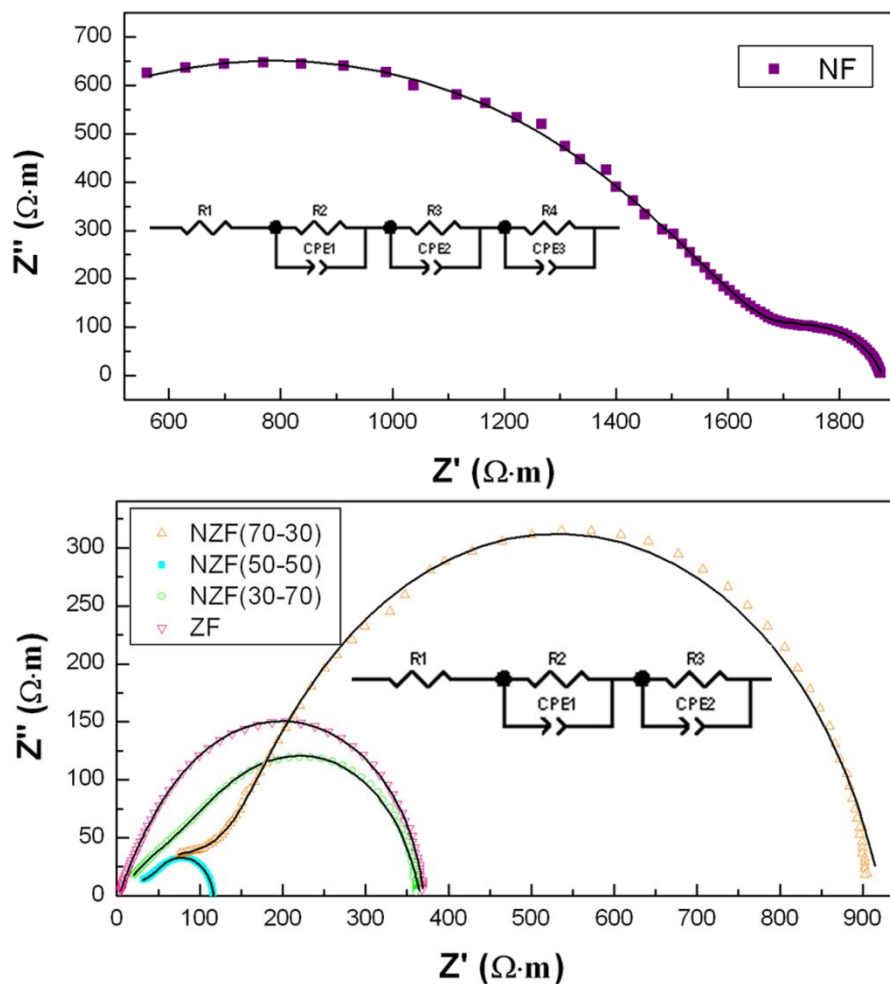 700
600
500
400
300
200
100
0
Z'' (Ω·m)
NF
R1 R2 R3 R4
CPE1 CPE2 CPE3
600 800 1000 1200 1400 1600 1800
Z' (Ω·m)
NZF(70-30)
NZF(50-50)
NZF(30-70)
ZF
300
250
200
150
100
50
0
Z'' (Ω·m)
R1 R2 R3
CPE1 CPE2
0 100 200 300 400 500 600 700 800 900
Z' (Ω·m)